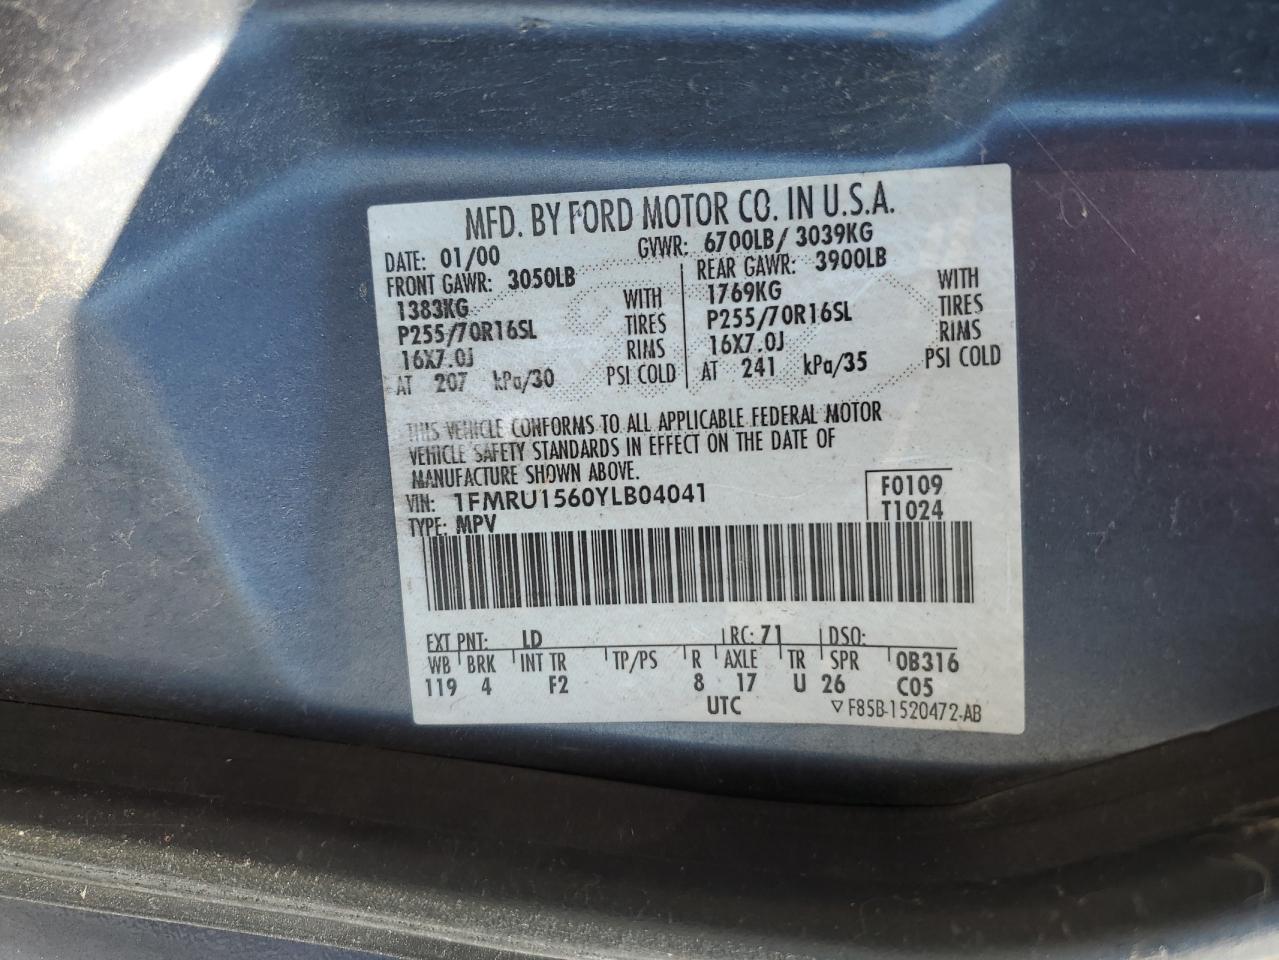 MFD. BY FORD MOTOR CO. IN U.S.A.
DATE: 01/00 GVWR: 6700LB/ 3039KG
FRONT GAWR: 3050LB REAR GAWR: 3900LB
1383KG WITH 1769KG WITH
P255/70R16SL TIRES P255/70R16SL TIRES
16X7.0J RIMS 16X7.0J RIMS
AT 207 kPa/30 PSI COLD AT 241 kPa/35 PSI COLD
THIS VEHICLE CONFORMS TO ALL APPLICABLE FEDERAL MOTOR
VEHICLE SAFETY STANDARDS IN EFFECT ON THE DATE OF
MANUFACTURE SHOWN ABOVE.
VIN: 1FMRU1560YLB04041 F0109
TYPE: MPV T1024
EXT PNT: LD RC: 71 DSO:
WB BRK INT TR TP/PS R AXLE TR SPR 0B316
119 4 F2 8 17 U 26 C05
UTC ▽F85B-1520472-AB